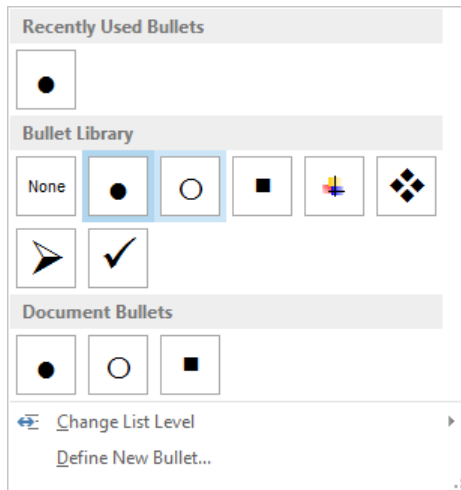 Recently Used Bullets
Bullet Library
None
Document Bullets
Change List Level
Define New Bullet...